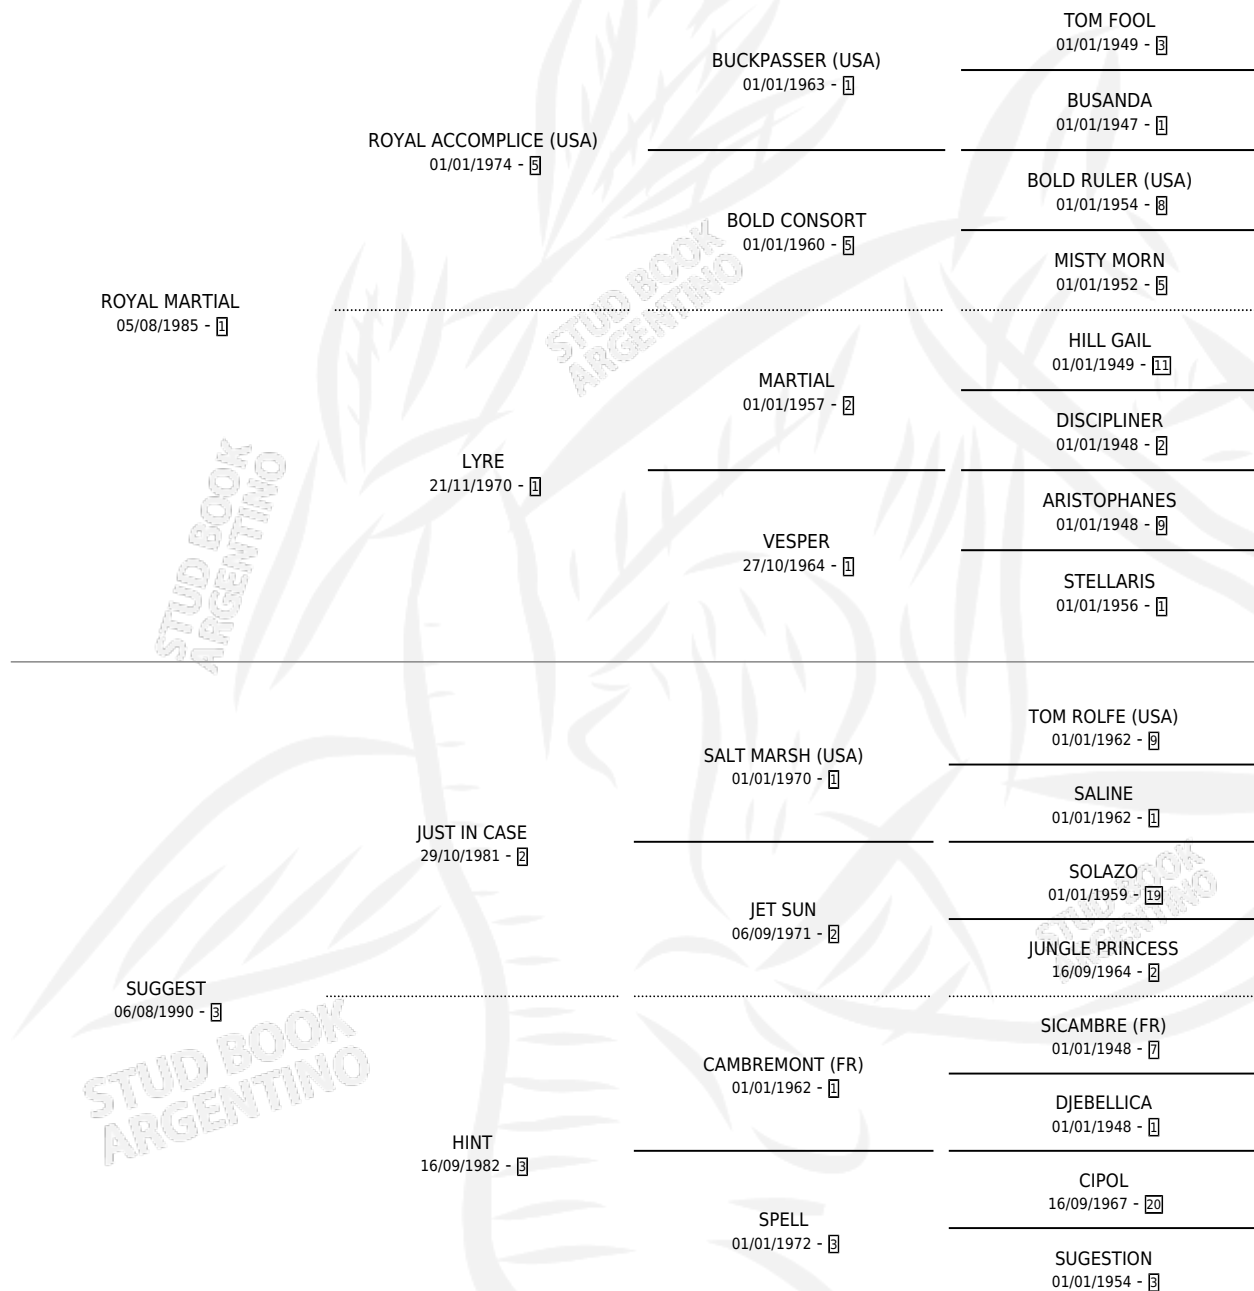 TOM FOOL
01/01/1949 - 3
BUCKPASSER (USA)
01/01/1963 - 1
BUSANDA
01/01/1947 - 1
ROYAL ACCOMPLICE (USA)
01/01/1974 - 5
BOLD RULER (USA)
01/01/1954 - 8
BOLD CONSORT
01/01/1960 - 5
MISTY MORN
01/01/1952 - 5
ROYAL MARTIAL
05/08/1985 - 1
HILL GAIL
01/01/1949 - 11
MARTIAL
01/01/1957 - 2
DISCIPLINER
01/01/1948 - 2
LYRE
21/11/1970 - 1
ARISTOPHANES
01/01/1948 - 9
VESPER
27/10/1964 - 1
STELLARIS
01/01/1956 - 1
TOM ROLFE (USA)
01/01/1962 - 9
SALT MARSH (USA)
01/01/1970 - 1
SALINE
01/01/1962 - 1
JUST IN CASE
29/10/1981 - 2
SOLAZO
01/01/1959 - 19
JET SUN
06/09/1971 - 2
JUNGLE PRINCESS
16/09/1964 - 2
SUGGEST
06/08/1990 - 3
SICAMBRE (FR)
01/01/1948 - 7
CAMBREMONT (FR)
01/01/1962 - 1
DJEBELLICA
01/01/1948 - 1
HINT
16/09/1982 - 3
CIPOL
16/09/1967 - 20
SPELL
01/01/1972 - 3
SUGESTION
01/01/1954 - 3
STUD BOOK
ARGENTINO
STUD BOOK
ARGENTINO
STUD BOOK
ARGENTINO
STUD BOOK
ARGENTINO